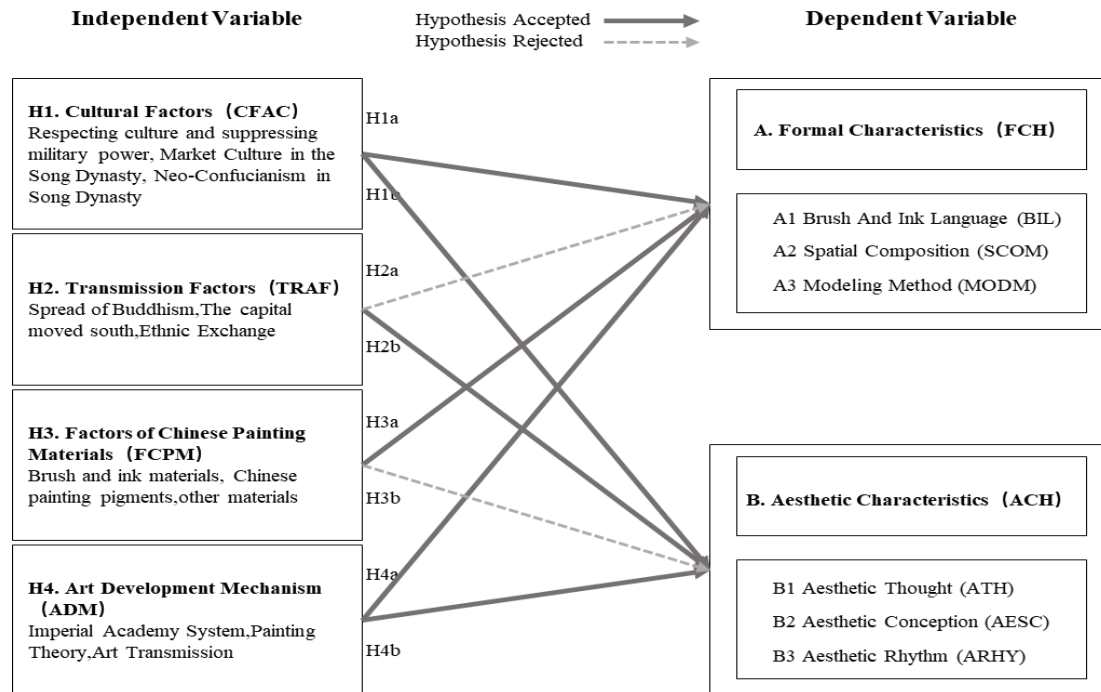 Independent Variable
Hypothesis Accepted
Hypothesis Rejected
Dependent Variable
H1. Cultural Factors（CFAC）
Respecting culture and suppressing
military power, Market Culture in the
Song Dynasty, Neo-Confucianism in
Song Dynasty
H2. Transmission Factors（TRAF）
Spread of Buddhism,The capital
moved south,Ethnic Exchange
H3. Factors of Chinese Painting
Materials（FCPM）
Brush and ink materials, Chinese
painting pigments,other materials
H4. Art Development Mechanism
（ADM）
Imperial Academy System,Painting
Theory,Art Transmission
H1a
H1b
H2a
H2b
H3a
H3b
H4a
H4b
A. Formal Characteristics（FCH）
A1 Brush And Ink Language (BIL)
A2 Spatial Composition (SCOM)
A3 Modeling Method (MODM)
B. Aesthetic Characteristics（ACH）
B1 Aesthetic Thought (ATH)
B2 Aesthetic Conception (AESC)
B3 Aesthetic Rhythm (ARHY)